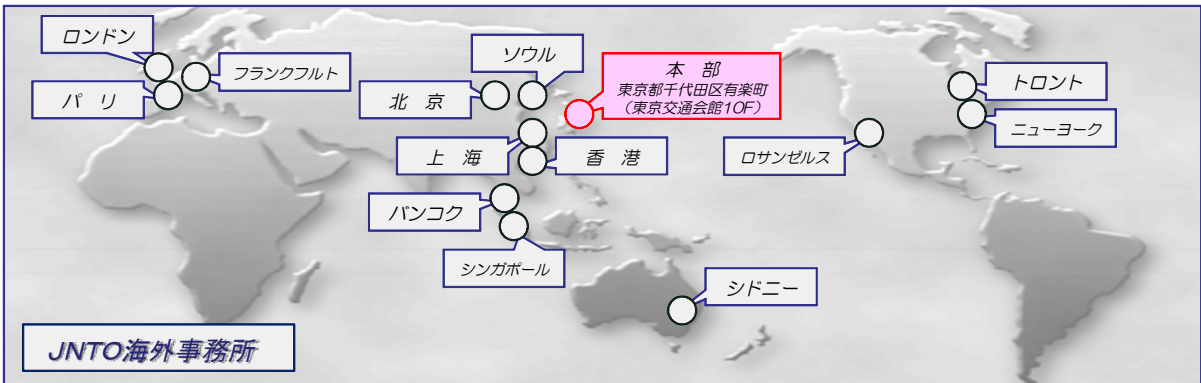 ロンドン
フランクフルト
パ リ
北 京
ソウル
本 部
東京都千代田区有楽町
（東京交通会館10F）
トロント
ニューヨーク
上 海
香 港
ロサンゼルス
バンコク
シンガポール
シドニー
JNTO海外事務所